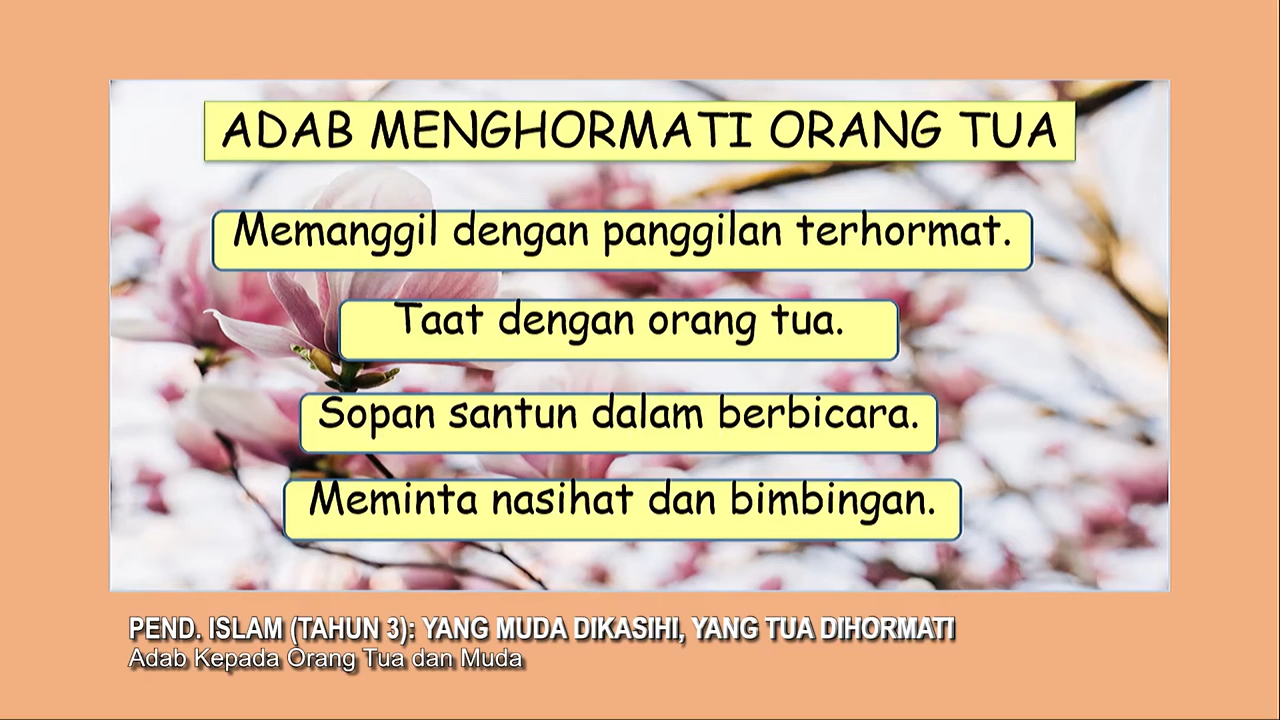 ADAB MENGHORMATI ORANG TUA
Memanggil dengan panggilan terhormat.
Taat dengan orang tua.
Sopan santun dalam berbicara.
Meminta nasihat dan bimbingan.
PEND. ISLAM (TAHUN 3): YANG MUDA DIKASIHI, YANG TUA DIHORMATI
Adab Kepada Orang Tua dan Muda